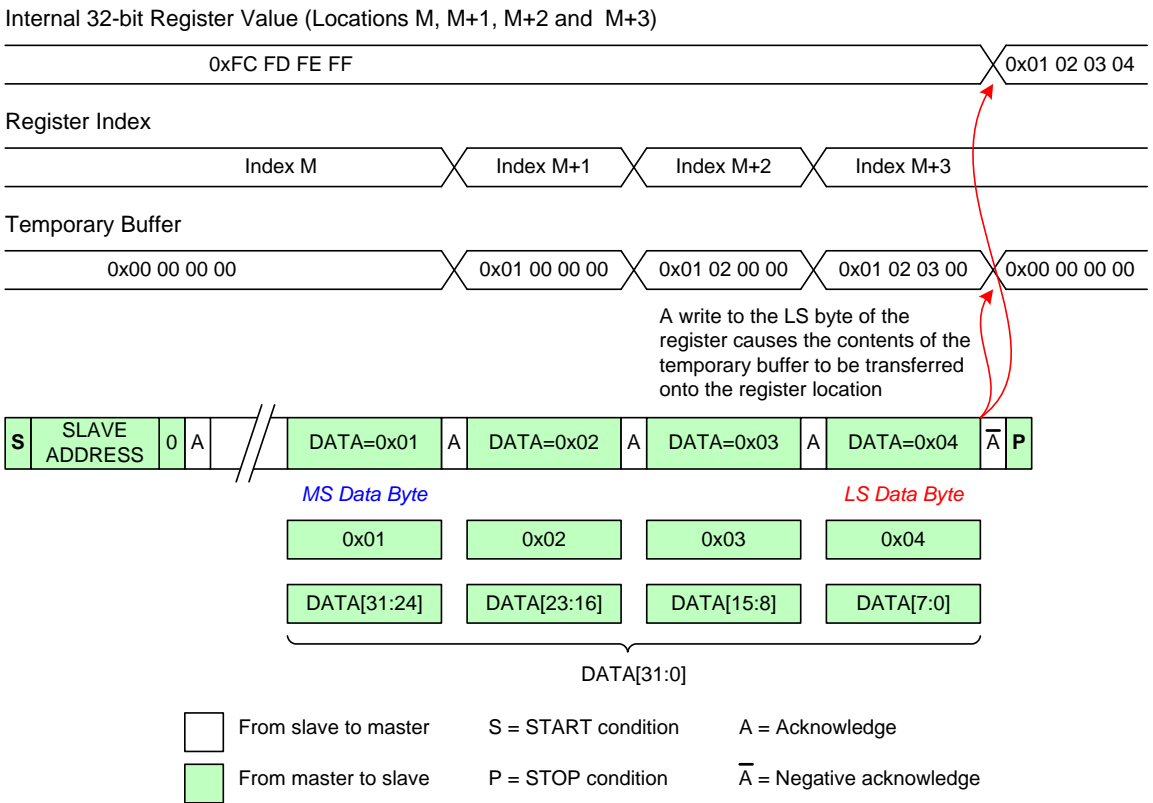 Internal 32-bit Register Value (Locations M, M+1, M+2 and  M+3)
0xFC FD FE FF
0x01 02 03 04
Register Index
Index M
Index M+1
Index M+2
Index M+3
Temporary Buffer
0x00 00 00 00
0x01 00 00 00
0x01 02 00 00
0x01 02 03 00
0x00 00 00 00
A write to the LS byte of the
register causes the contents of the
temporary buffer to be transferred
onto the register location
S
SLAVE
ADDRESS
0
A
DATA=0x01
A
DATA=0x02
A
DATA=0x03
A
DATA=0x04
A̅
P
MS Data Byte
LS Data Byte
0x01
0x02
0x03
0x04
DATA[31:24]
DATA[23:16]
DATA[15:8]
DATA[7:0]
DATA[31:0]
From slave to master
S = START condition
A = Acknowledge
From master to slave
P = STOP condition
A̅ = Negative acknowledge